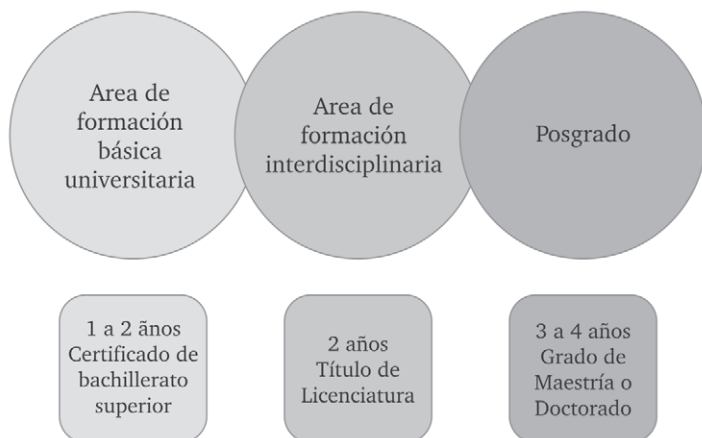 Area de
formación
básica
universitaria
Area de
formación
interdisciplinaria
Posgrado
1 a 2 ãnos
Certificado de
bachillerato
superior
2 años
Título de
Licenciatura
3 a 4 años
Grado de
Maestría o
Doctorado